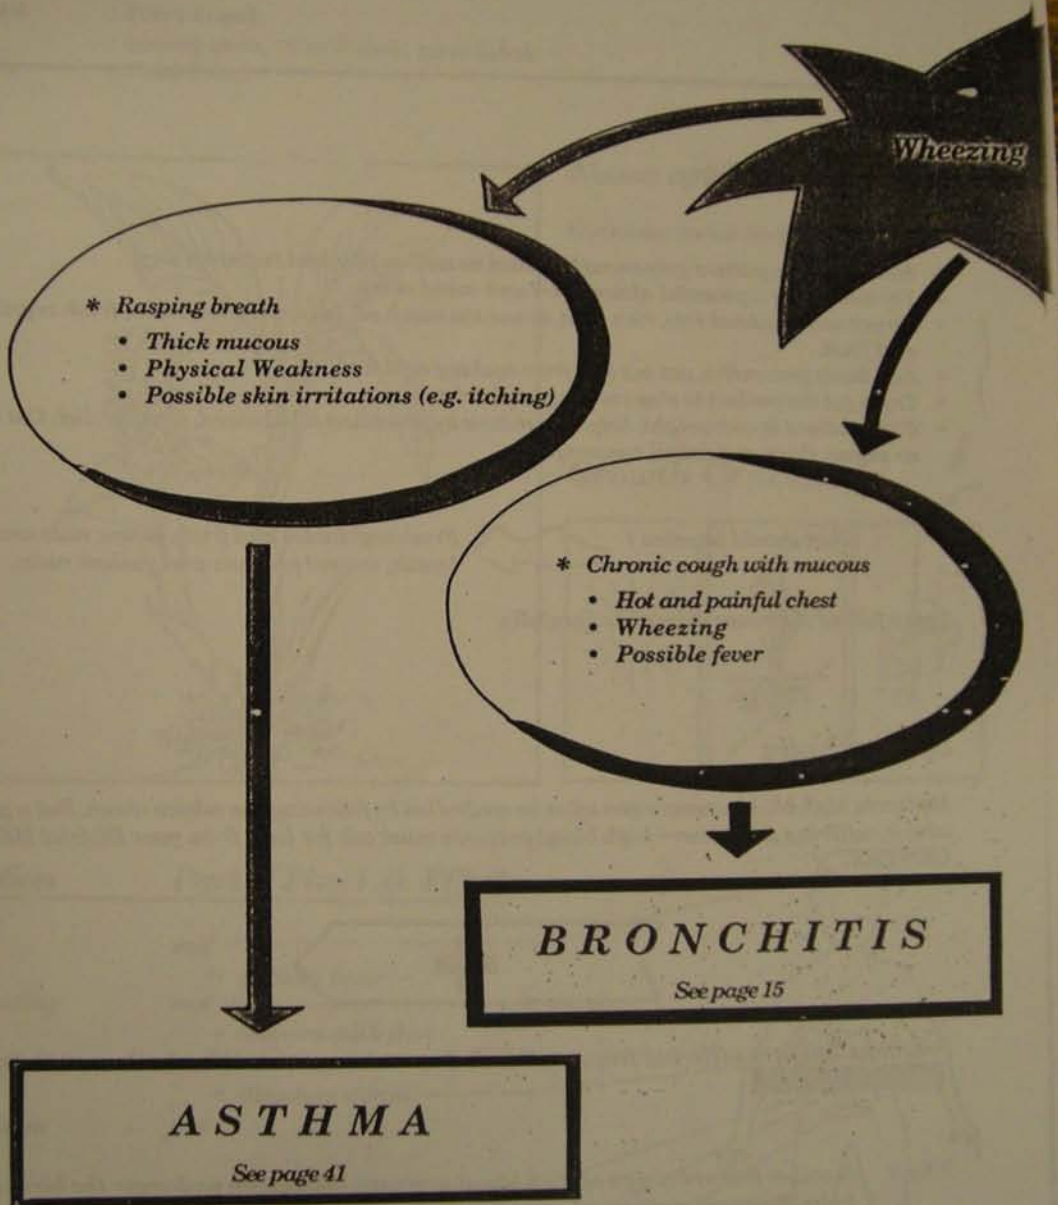 Wheezing
* Rasping breath
• Thick mucous
• Physical Weakness
• Possible skin irritations (e.g. itching)
* Chronic cough with mucous
• Hot and painful chest
• Wheezing
• Possible fever
BRONCHITIS
See page 15
ASTHMA
See page 41